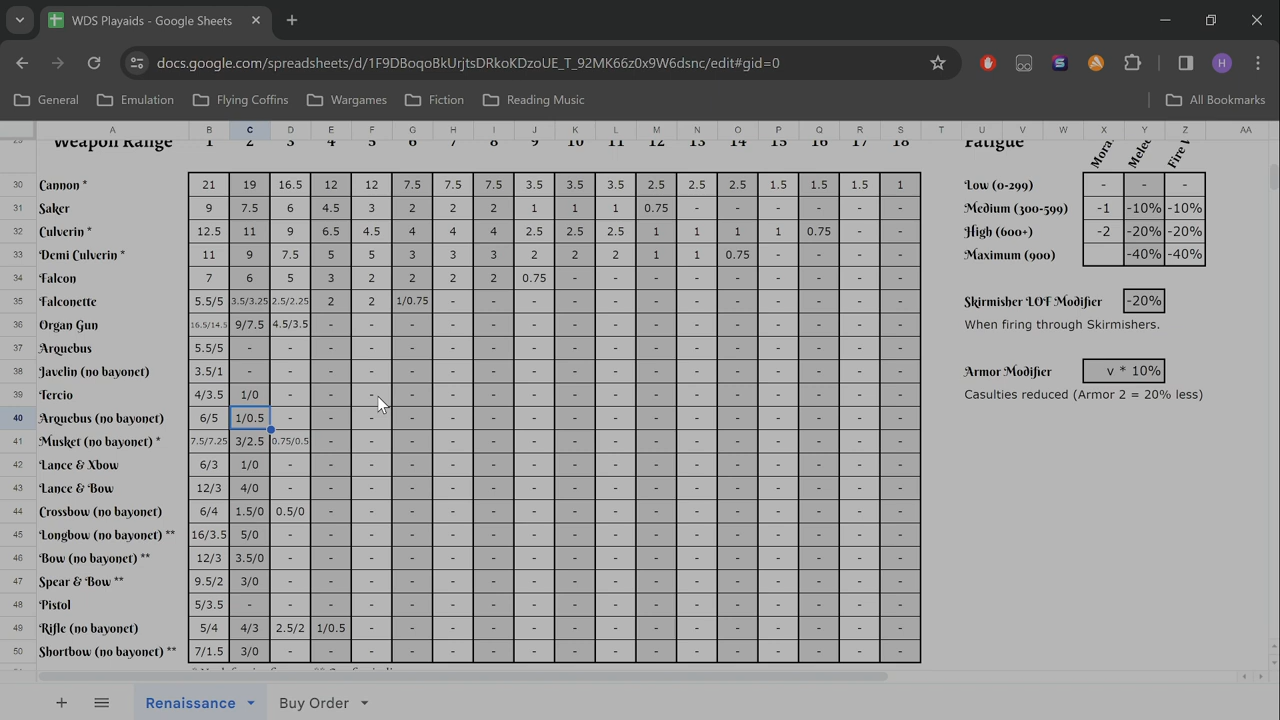 WDS Playaids - Google Sheets
docs.google.com/spreadsheets/d/1F9DBoqoBkUrjtsDRkoKDzoUE_T_92MK66z0x9W6dsnc/edit#gid=0
H
General Emulation Flying Coffins Wargames Fiction Reading Music All Bookmarks
A B C D E F G H I J K L M N O P Q R S T U V W X Y Z AA
Weapon Range 1 2 3 4 5 6 7 8 9 10 11 12 13 14 15 16 17 18 Fatigue
30 Cannon * 21 19 16.5 12 12 7.5 7.5 7.5 3.5 3.5 3.5 2.5 2.5 2.5 1.5 1.5 1.5 1 Low (0-299) - - -
31 Saker 9 7.5 6 4.5 3 2 2 2 1 1 1 0.75 - - - - - - Medium (300-599) -1 -10% -10%
32 Culverin * 12.5 11 9 6.5 4.5 4 4 4 2.5 2.5 2.5 1 1 1 1 0.75 - - High (600+) -2 -20% -20%
33 Demi Culverin * 11 9 7.5 5 5 3 3 3 2 2 2 1 1 0.75 - - - - Maximum (900) -40% -40%
34 Falcon 7 6 5 3 2 2 2 2 0.75 - - - - - - - - -
35 Falconette 5.5/5 3.5/3.25 2.5/2.25 2 2 1/0.75 - - - - - - - - - - - - Skirmisher LOF Modifier -20%
36 Organ Gun 16.5/14.5 9/7.5 4.5/3.5 - - - - - - - - - - - - - - - When firing through Skirmishers.
37 Arquebus 5.5/5 - - - - - - - - - - - - - - - - -
38 Javelin (no bayonet) 3.5/1 - - - - - - - - - - - - - - - - - Armor Modifier v * 10%
39 Tercio 4/3.5 1/0 - - - - - - - - - - - - - - - - Casulties reduced (Armor 2 = 20% less)
40 Arquebus (no bayonet) 6/5 1/0.5 - - - - - - - - - - - - - - - -
41 Musket (no bayonet) * 7.5/7.25 3/2.5 0.75/0.5 - - - - - - - - - - - - - - -
42 Lance & Xbow 6/3 1/0 - - - - - - - - - - - - - - - -
43 Lance & Bow 12/3 4/0 - - - - - - - - - - - - - - - -
44 Crossbow (no bayonet) 6/4 1.5/0 0.5/0 - - - - - - - - - - - - - - -
45 Longbow (no bayonet) ** 16/3.5 5/0 - - - - - - - - - - - - - - - -
46 Bow (no bayonet) ** 12/3 3.5/0 - - - - - - - - - - - - - - - -
47 Spear & Bow ** 9.5/2 3/0 - - - - - - - - - - - - - - - -
48 Pistol 5/3.5 - - - - - - - - - - - - - - - - -
49 Rifle (no bayonet) 5/4 4/3 2.5/2 1/0.5 - - - - - - - - - - - - - -
50 Shortbow (no bayonet) ** 7/1.5 3/0 - - - - - - - - - - - - - - - -
Renaissance Buy Order